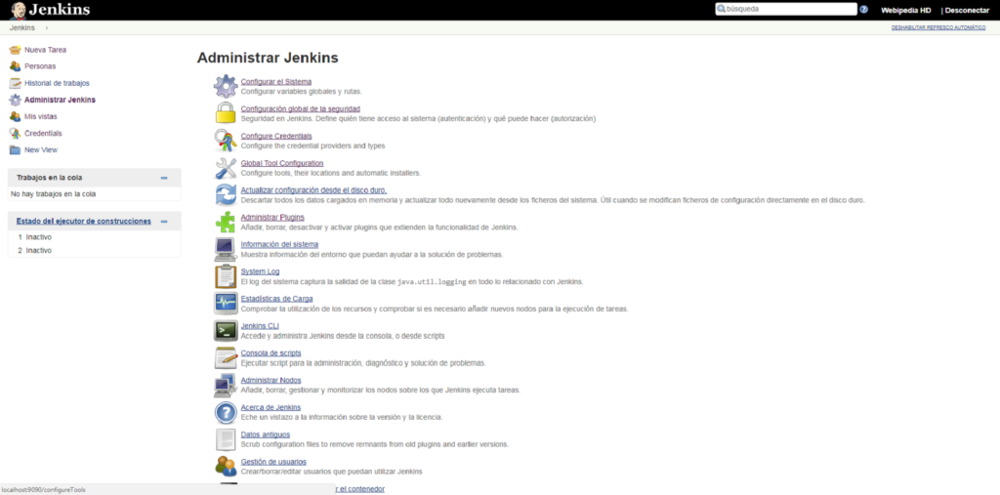 Jenkins
búsqueda
Webipedia HD | Desconectar
Jenkins ›
DESHABILITAR REFRESCO AUTOMÁTICO
Nueva Tarea
Personas
Historial de trabajos
Administrar Jenkins
Mis vistas
Credentials
New View
Trabajos en la cola
No hay trabajos en la cola
Estado del ejecutor de construcciones
1 Inactivo
2 Inactivo
Administrar Jenkins
Configurar el Sistema
Configurar variables globales y rutas.
Configuración global de la seguridad
Seguridad en Jenkins. Define quién tiene acceso al sistema (autenticación) y qué puede hacer (autorización)
Configure Credentials
Configure the credential providers and types
Global Tool Configuration
Configure tools, their locations and automatic installers.
Actualizar configuración desde el disco duro.
Descartar todos los datos cargados en memoria y actualizar todo nuevamente desde los ficheros del sistema. Útil cuando se modifican ficheros de configuración directamente en el disco duro.
Administrar Plugins
Añadir, borrar, desactivar y activar plugins que extienden la funcionalidad de Jenkins.
Información del sistema
Muestra información del entorno que puedan ayudar a la solución de problemas.
System Log
El log del sistema captura la salidad de la clase java.util.logging en todo lo relacionado con Jenkins.
Estadísticas de Carga
Comprobar la utilización de los recursos y comprobar si es necesario añadir nuevos nodos para la ejecución de tareas.
Jenkins CLI
Accede y administra Jenkins desde la consola, o desde scripts
Consola de scripts
Ejecutar script para la administración, diagnóstico y solución de problemas.
Administrar Nodos
Añadir, borrar, gestionar y monitorizar los nodos sobre los que Jenkins ejecuta tareas.
Acerca de Jenkins
Eche un vistazo a la información sobre la versión y la licencia.
Datos antiguos
Scrub configuration files to remove remnants from old plugins and earlier versions.
Gestión de usuarios
Crear/borrar/editar usuarios que puedan utilizar Jenkins
r el contenedor
localhost:9090/configureTools